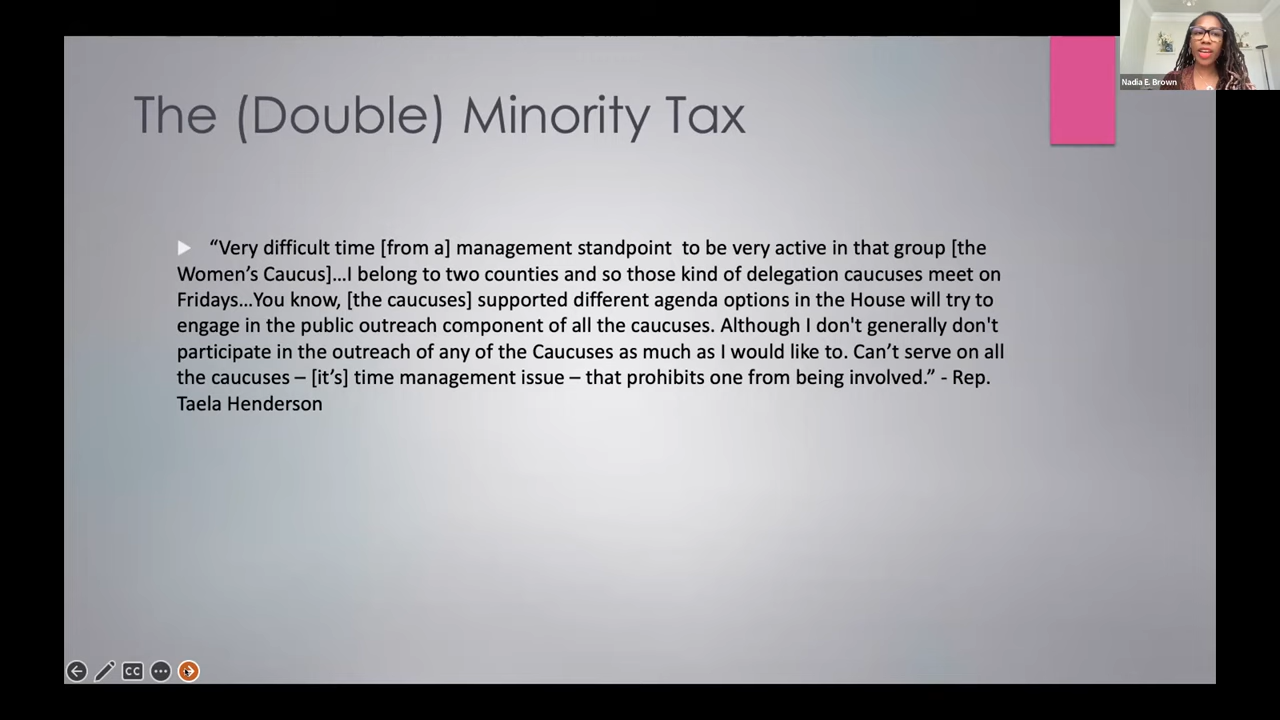 Nadia E. Brown
The (Double) Minority Tax
“Very difficult time [from a] management standpoint to be very active in that group [the
Women’s Caucus]…I belong to two counties and so those kind of delegation caucuses meet on
Fridays…You know, [the caucuses] supported different agenda options in the House will try to
engage in the public outreach component of all the caucuses. Although I don't generally don't
participate in the outreach of any of the Caucuses as much as I would like to. Can’t serve on all
the caucuses – [it’s] time management issue – that prohibits one from being involved.” - Rep.
Taela Henderson
CC